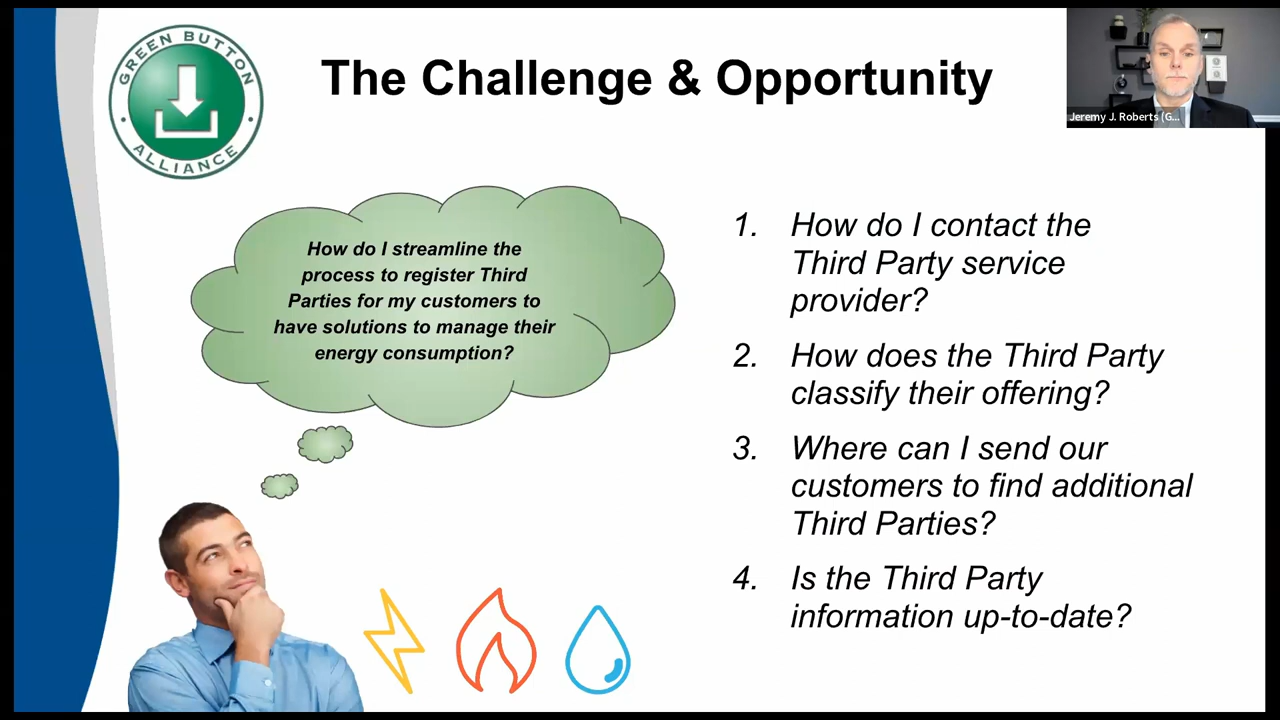 GREEN BUTTON
ALLIANCE
The Challenge & Opportunity
Jeremy J. Roberts (G...
How do I streamline the
process to register Third
Parties for my customers to
have solutions to manage their
energy consumption?
1. How do I contact the
Third Party service
provider?
2. How does the Third Party
classify their offering?
3. Where can I send our
customers to find additional
Third Parties?
4. Is the Third Party
information up-to-date?